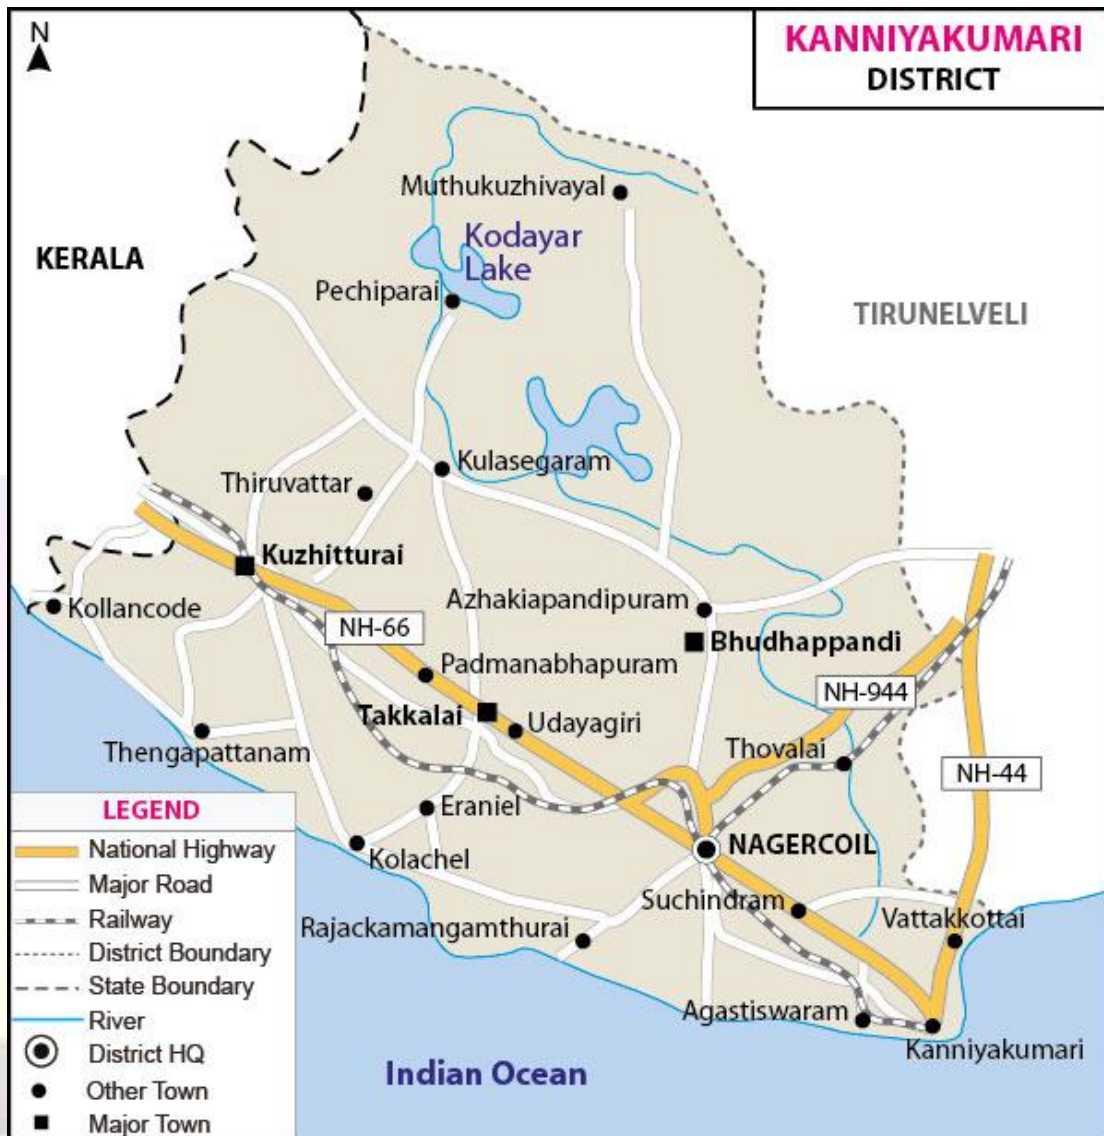 N
KANNIYAKUMARI
DISTRICT
Muthukuzhivayal
Kodayar
Lake
KERALA
Pechiparai
TIRUNELVELI
Kulasegaram
Thiruvattar
Kuzhitturai
Kollancode
Azhakiapandipuram
NH-66
Bhudhappandi
Padmanabhapuram
NH-944
Takkalai
Udayagiri
Thengapattanam
Thovalai
NH-44
Eraniel
Kolachel
NAGERCOIL
Suchindram
Vattakkottai
Rajackamangamthurai
Agastiswaram
Kanniyakumari
Indian Ocean
LEGEND
National Highway
Major Road
Railway
District Boundary
State Boundary
River
District HQ
Other Town
Major Town